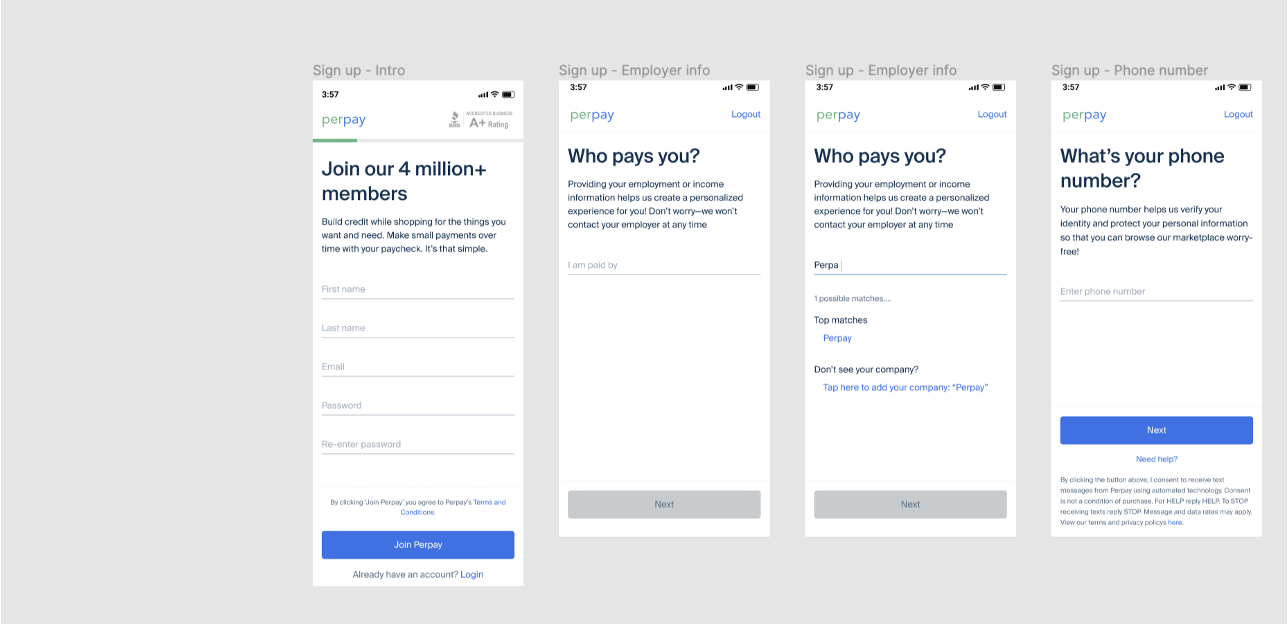 Sign up - Intro
3:57
perpay
BBB
ACCREDITED BUSINESS
A+ Rating
Join our 4 million+
members
Build credit while shopping for the things you
want and need. Make small payments over
time with your paycheck. It's that simple.
First name
Last name
Email
Password
Re-enter password
By clicking 'Join Perpay' you agree to Perpay's Terms and
Conditions.
Join Perpay
Already have an account? Login
Sign up - Employer info
3:57
perpay
Logout
Who pays you?
Providing your employment or income
information helps us create a personalized
experience for you! Don't worry—we won't
contact your employer at any time
I am paid by
Next
Sign up - Employer info
3:57
perpay
Logout
Who pays you?
Providing your employment or income
information helps us create a personalized
experience for you! Don't worry—we won't
contact your employer at any time
Perpa
1 possible matches....
Top matches
Perpay
Don't see your company?
Tap here to add your company: "Perpay"
Next
Sign up - Phone number
3:57
perpay
Logout
What's your phone
number?
Your phone number helps us verify your
identity and protect your personal information
so that you can browse our marketplace worry-
free!
Enter phone number
Next
Need help?
By clicking the button above, I consent to receive text
messages from Perpay using automated technology. Consent
is not a condition of purchase. For HELP reply HELP. To STOP
receiving texts reply STOP. Message and data rates may apply.
View our terms and privacy policys here.